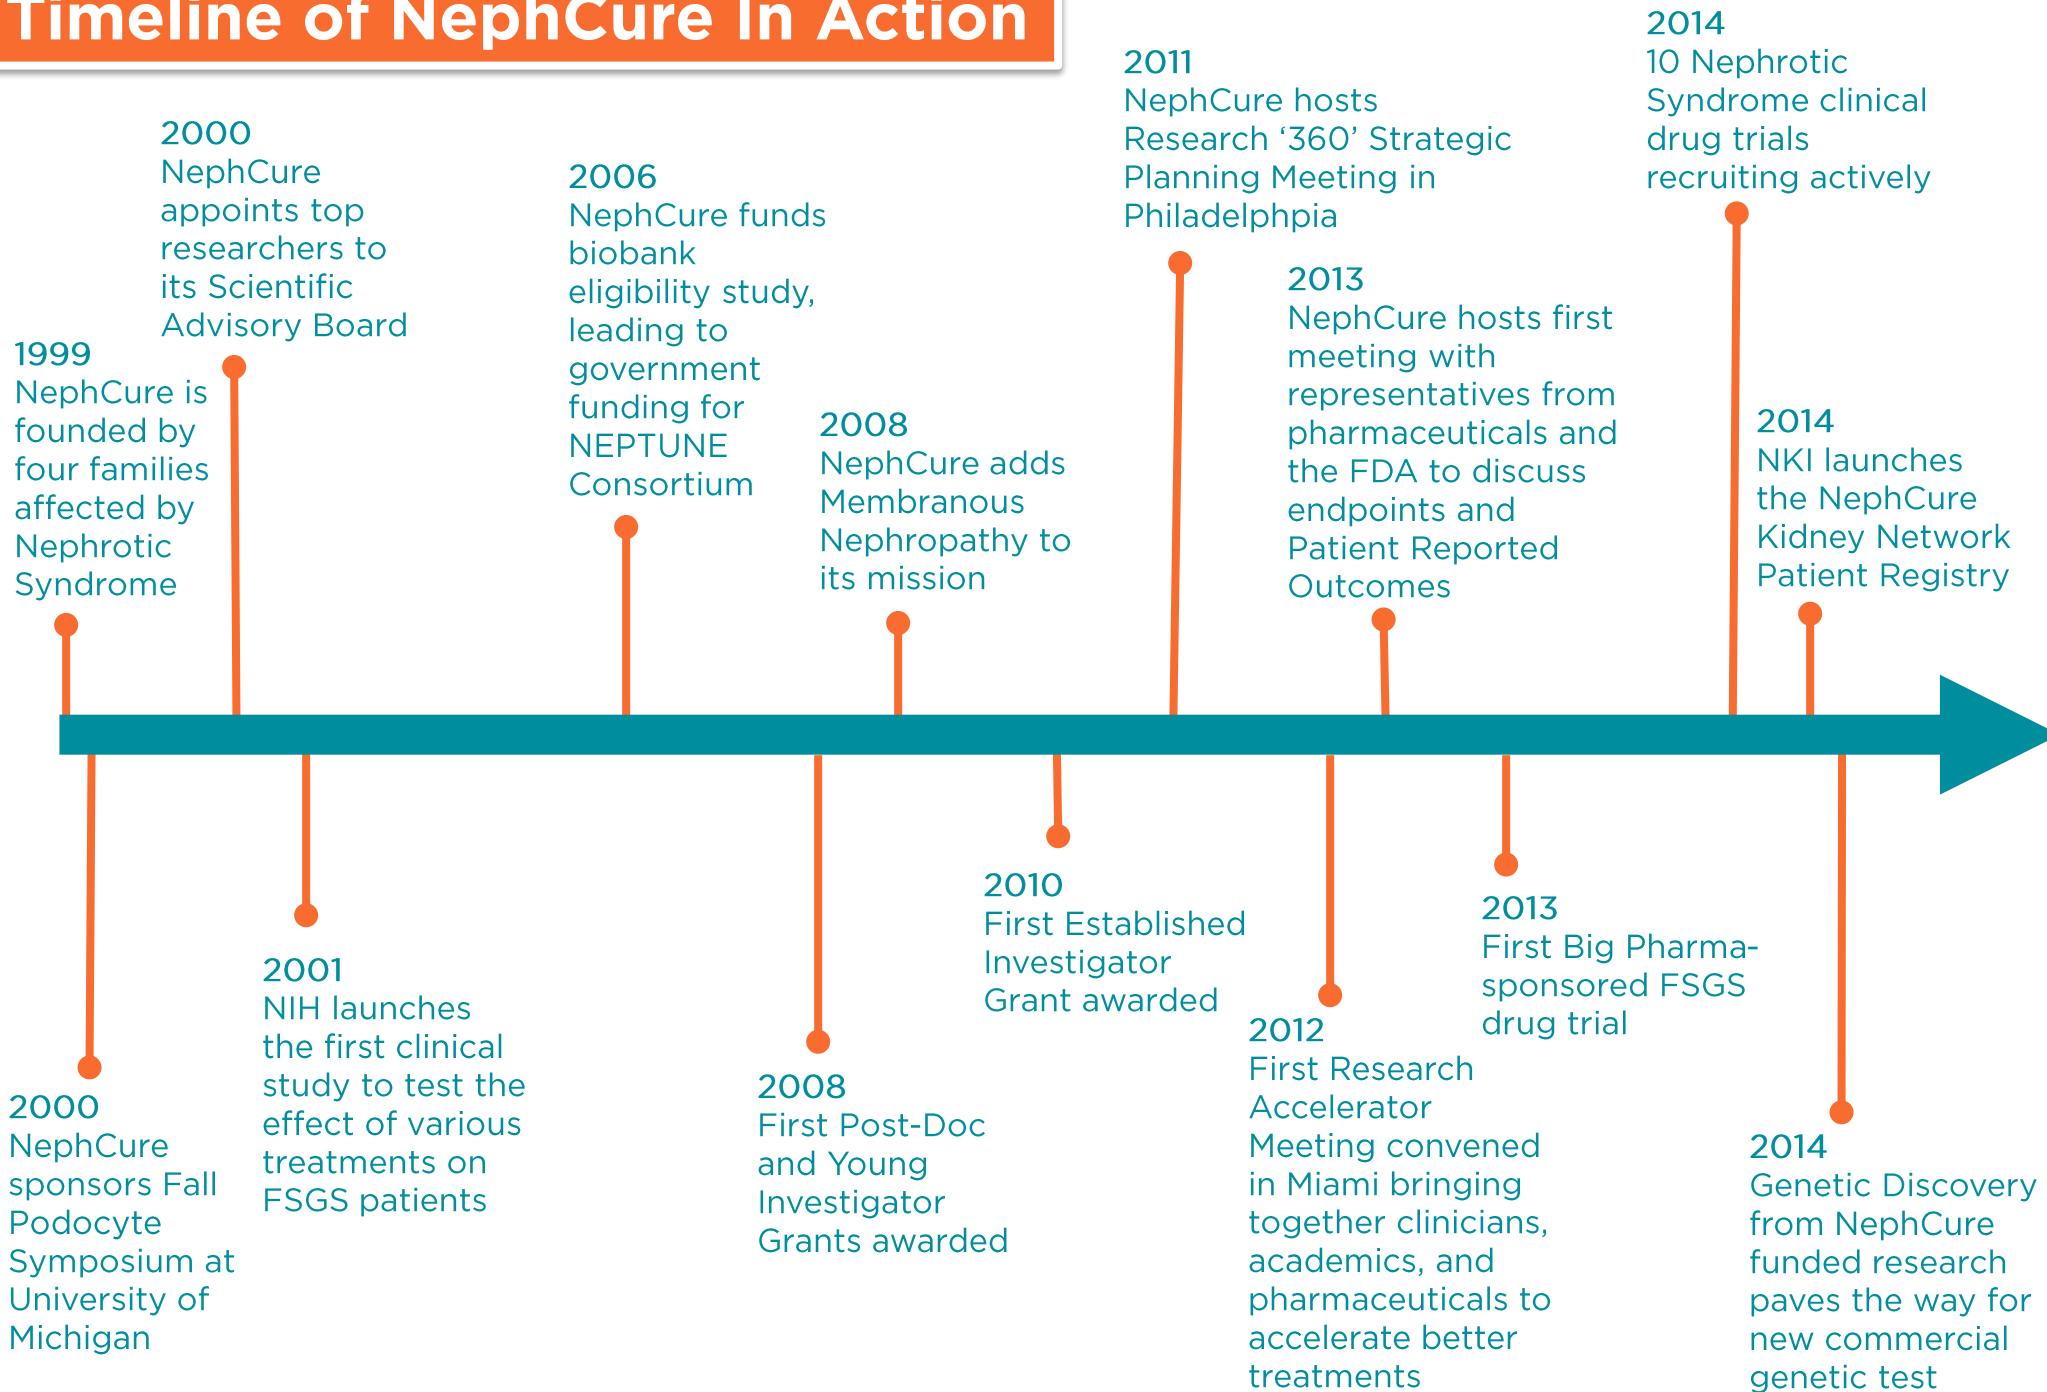 Timeline of NephCure In Action
1999
NephCure is
founded by
four families
affected by
Nephrotic
Syndrome
2000
NephCure
sponsors Fall
Podocyte
Symposium at
University of
Michigan
2000
NephCure
appoints top
researchers to
its Scientific
Advisory Board
2001
NIH launches
the first clinical
study to test the
effect of various
treatments on
FSGS patients
2006
NephCure funds
biobank
eligibility study,
leading to
government
funding for
NEPTUNE
Consortium
2008
First Post-Doc
and Young
Investigator
Grants awarded
2008
NephCure adds
Membranous
Nephropathy to
its mission
2010
First Established
Investigator
Grant awarded
2011
NephCure hosts
Research ‘360’ Strategic
Planning Meeting in
Philadelphpia
2012
First Research
Accelerator
Meeting convened
in Miami bringing
together clinicians,
academics, and
pharmaceuticals to
accelerate better
treatments
2013
NephCure hosts first
meeting with
representatives from
pharmaceuticals and
the FDA to discuss
endpoints and
Patient Reported
Outcomes
2013
First Big Pharma-
sponsored FSGS
drug trial
2014
10 Nephrotic
Syndrome clinical
drug trials
recruiting actively
2014
NKI launches
the NephCure
Kidney Network
Patient Registry
2014
Genetic Discovery
from NephCure
funded research
paves the way for
new commercial
genetic test